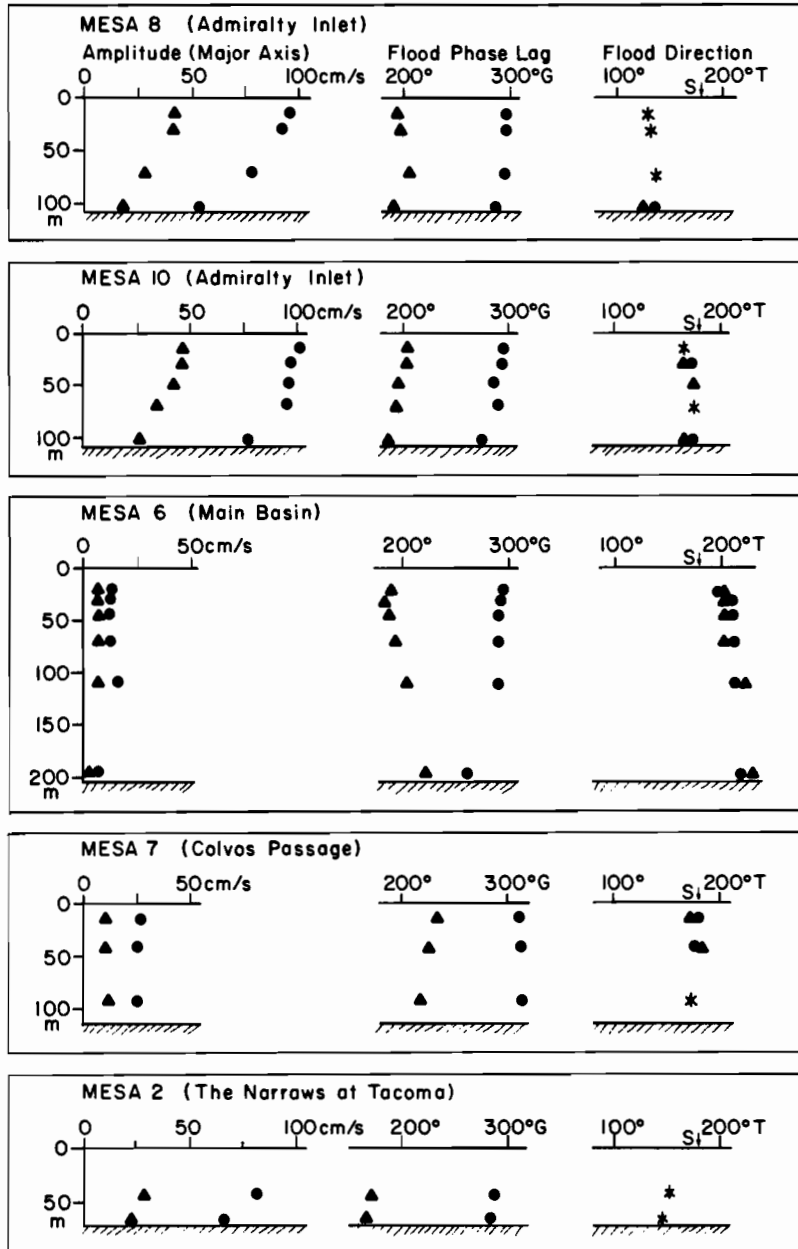 MESA 8 (Admiralty Inlet)
Amplitude (Major Axis) Flood Phase Lag Flood Direction
0 50 100cm/s 200° 300°G 100° S↓ 200°T
0
50
100
m
MESA 10 (Admiralty Inlet)
0 50 100cm/s 200° 300°G 100° S↓ 200°T
0
50
100
m
MESA 6 (Main Basin)
0 50cm/s 200° 300°G 100° S↓ 200°T
0
50
100
150
200
m
MESA 7 (Colvos Passage)
0 50cm/s 200° 300°G 100° S↓ 200°T
0
50
100
m
MESA 2 (The Narraws at Tacoma)
0 50 100cm/s 200° 300°G 100° S↓ 200°T
0
50
m